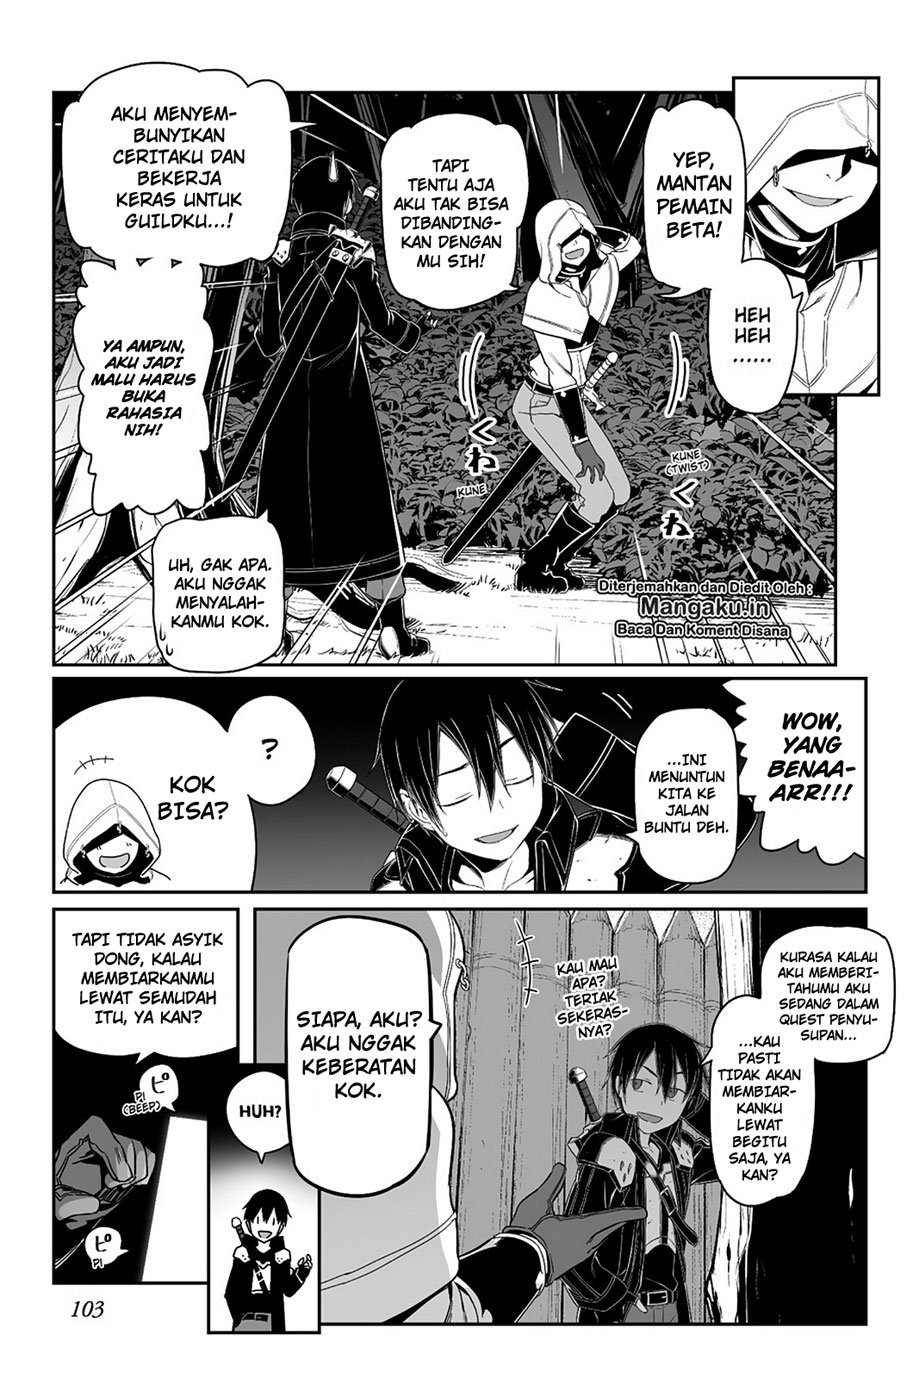 YEP,
MANTAN
PEMAIN
BETA!
HEH
HEH
......
TAPI
TENTU AJA
AKU TAK BISA
DIBANDING-
KAN DENGAN
MU SIH!
AKU MENYEM-
BUNYIKAN
CERITAKU DAN
BEKERJA
KERAS UNTUK
GUILDKU...!
YA AMPUN,
AKU JADI
MALU HARUS
BUKA
RAHASIA
NIH!
くね
KUNE
KUNE
(TWIST)
くね
UH, GAK APA.
AKU NGGAK
MENYALAH-
KANMU KOK.
Diterjemahkan dan Diedit Oleh :
Mangaku.in
Baca Dan Koment Disana
WOW,
YANG
BENAA-
ARR!!!
...INI
MENUNTUN
KITA KE
JALAN
BUNTU DEH.
?
KOK
BISA?
KURASA KALAU
AKU MEMBERI-
TAHUMU AKU
SEDANG DALAM
QUEST PENYU-
SUPAN...
...KAU
PASTI
TIDAK AKAN
MEMBIAR-
KANKU
LEWAT
BEGITU
SAJA, YA
KAN?
KAU MAU
APA?
TERIAK
SEKERAS-
NYA?
SIAPA, AKU?
AKU NGGAK
KEBERATAN
KOK.
HUH?
TAPI TIDAK ASYIK
DONG, KALAU
MEMBIARKANMU
LEWAT SEMUDAH
ITU, YA KAN?
ピ
PI
(BEEP)
ピ
PI
103